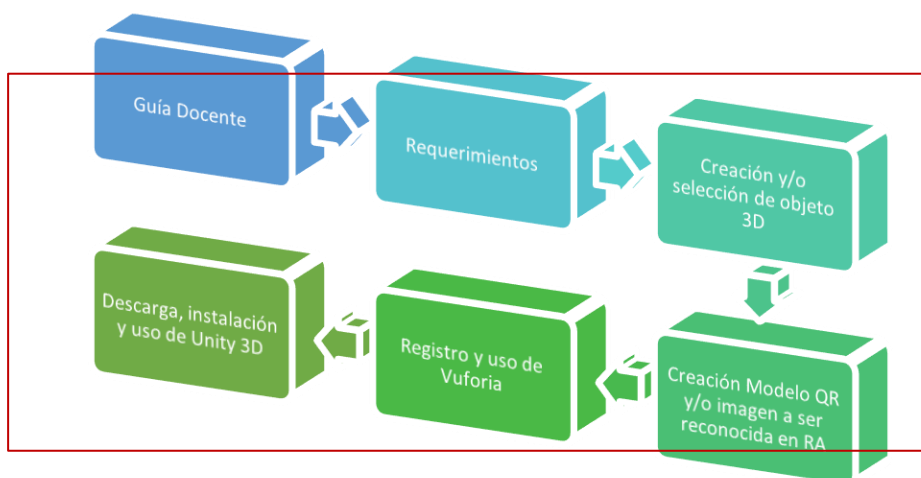 Guía Docente
Requerimientos
Creación y/o
selección de objeto
3D
Creación Modelo QR
y/o imagen a ser
reconocida en RA
Registro y uso de
Vuforia
Descarga, instalación
y uso de Unity 3D